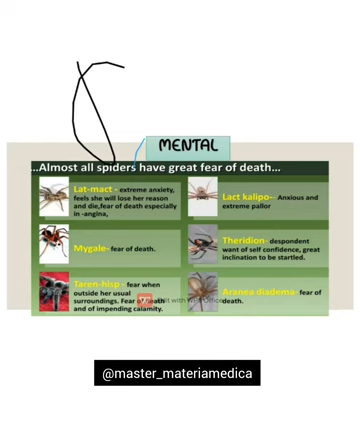 MENTAL
...Almost all spiders have great fear of death...
Lat-mact - extreme anxiety,
feels she will lose her reason
and die,fear of death especially
in -angina,
Lact kalipo- Anxious and
extreme pallor
Mygale- fear of death.
Theridion- despondent
want of self confidence, great
inclination to be startled.
Taren-hisp - fear when
outside her usual
surroundings. Fear of death
and of impending calamity.
Aranea diadema- fear of
death.
@master_materiamedica